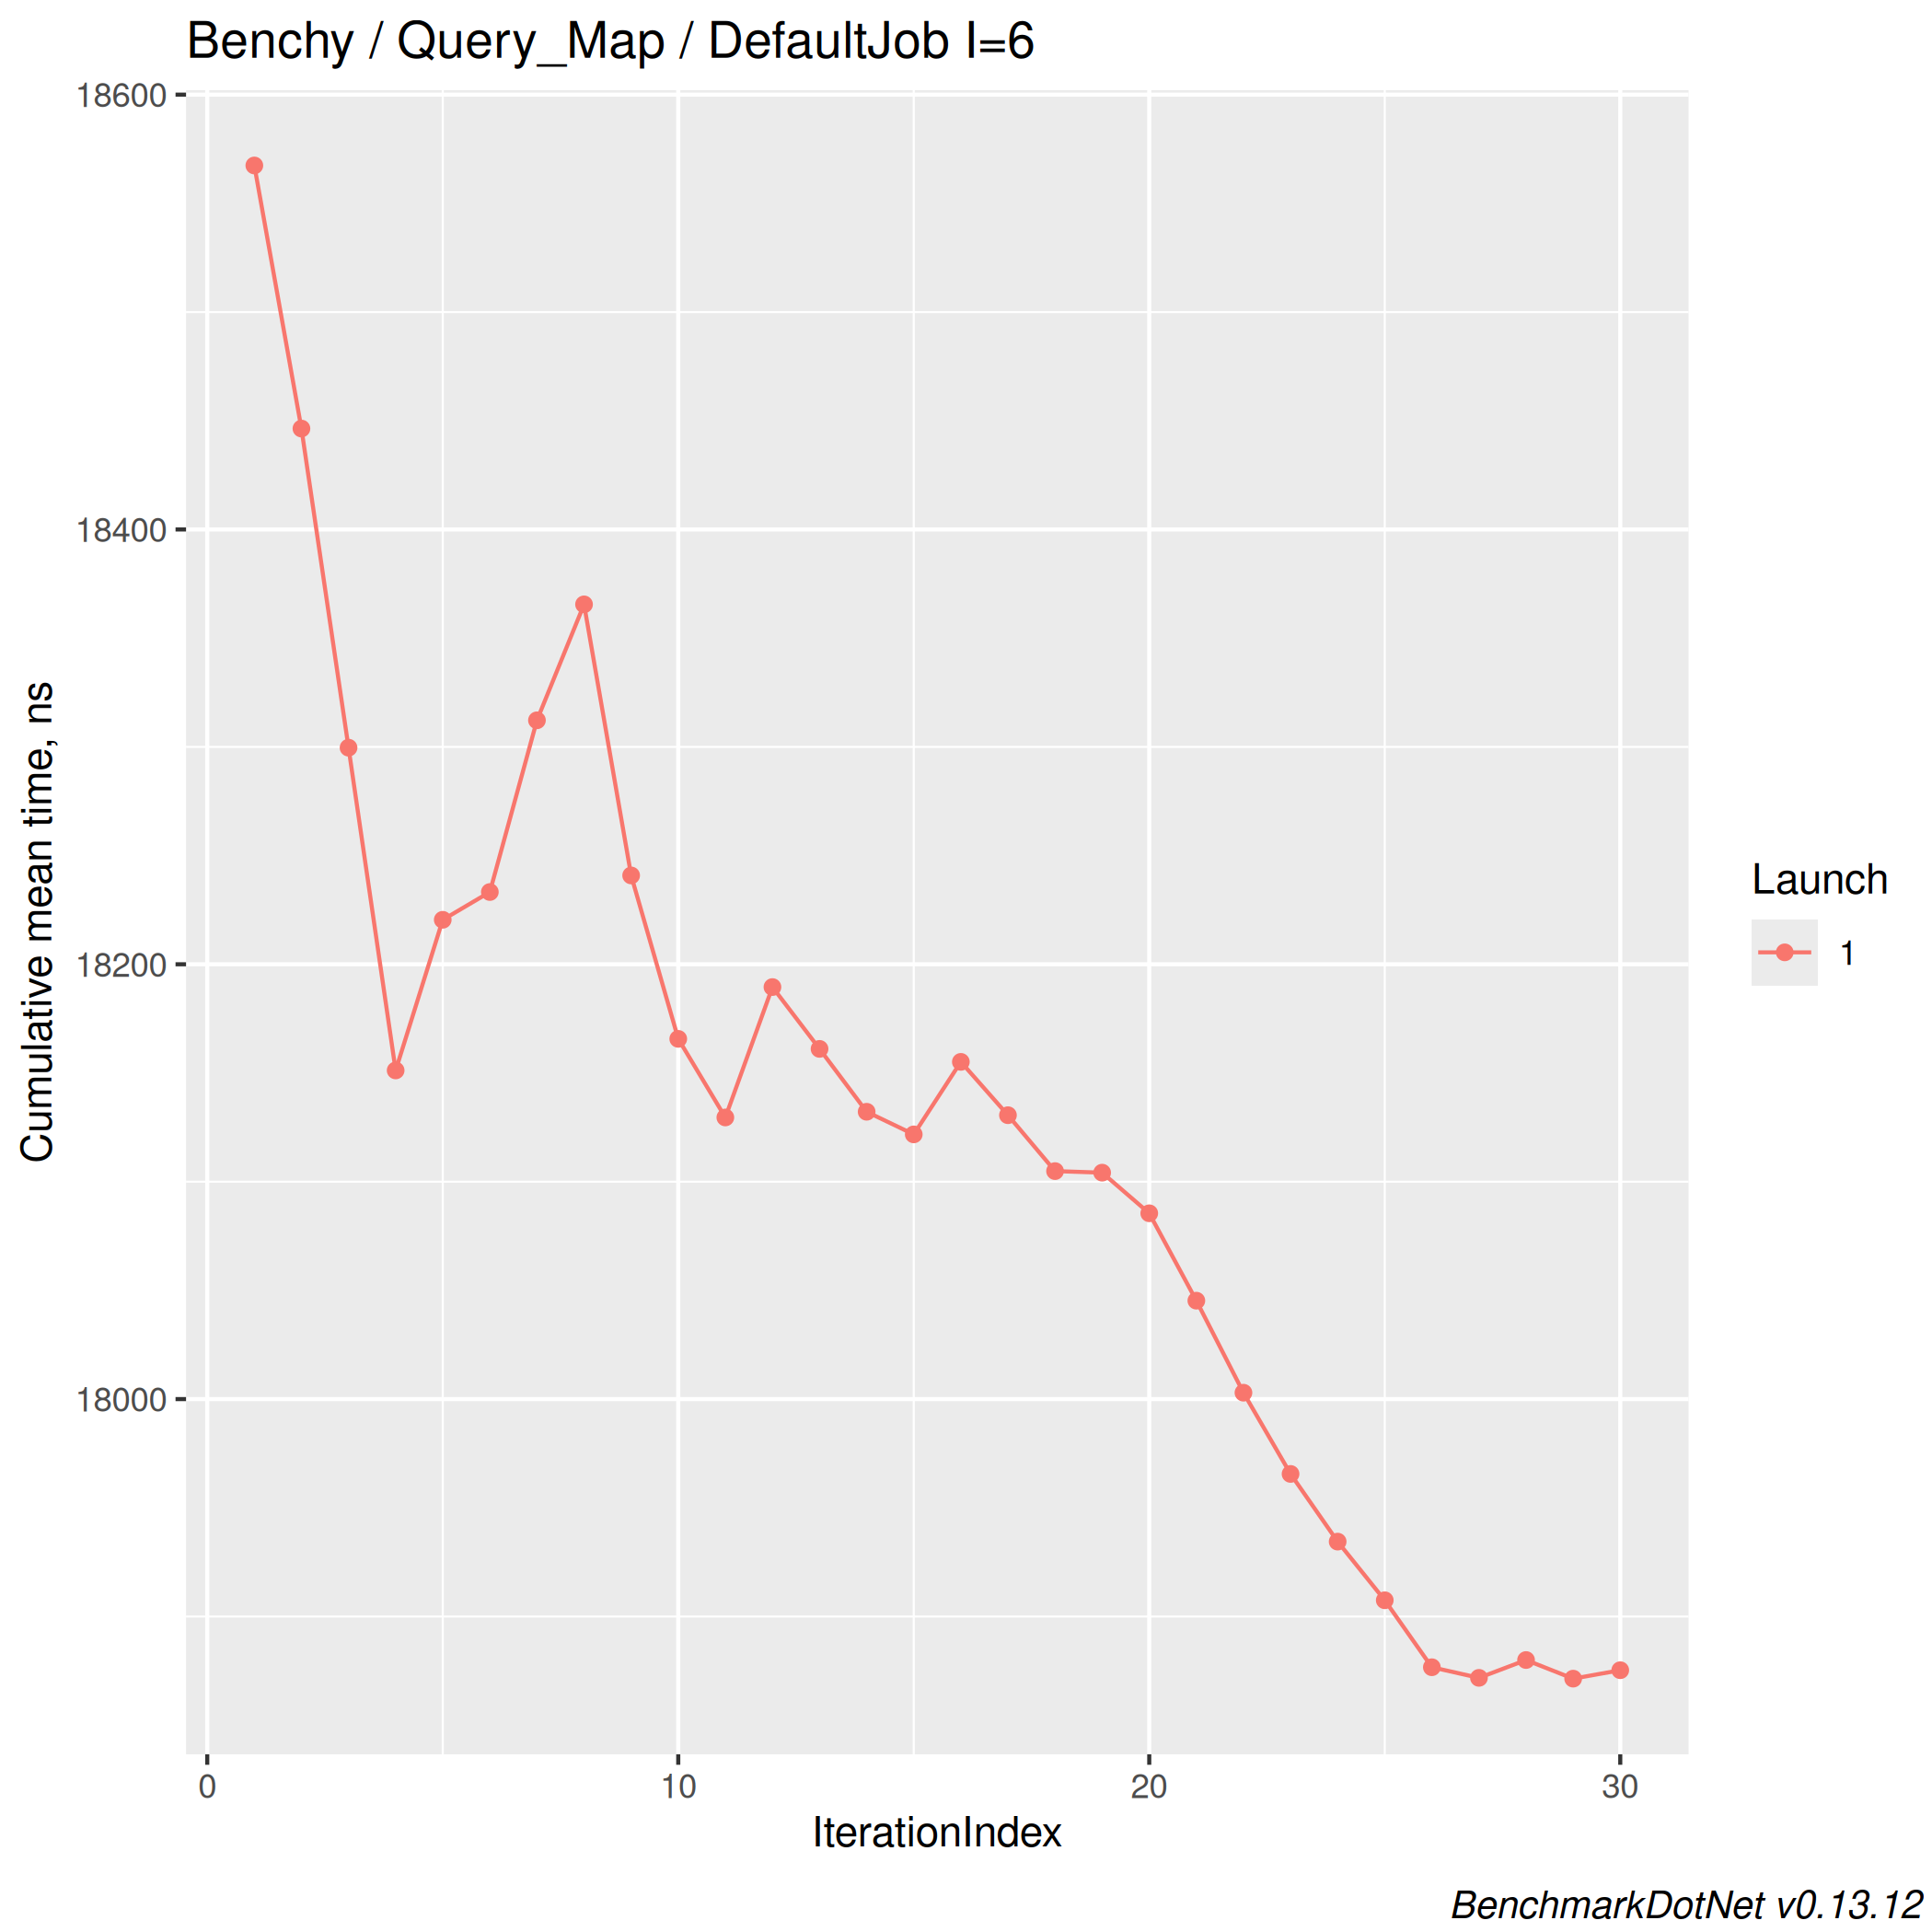 Benchy / Query_Map / DefaultJob I=6
18600
18400
18200
18000
Cumulative mean time, ns
0
10
20
30
IterationIndex
Launch
1
BenchmarkDotNet v0.13.12